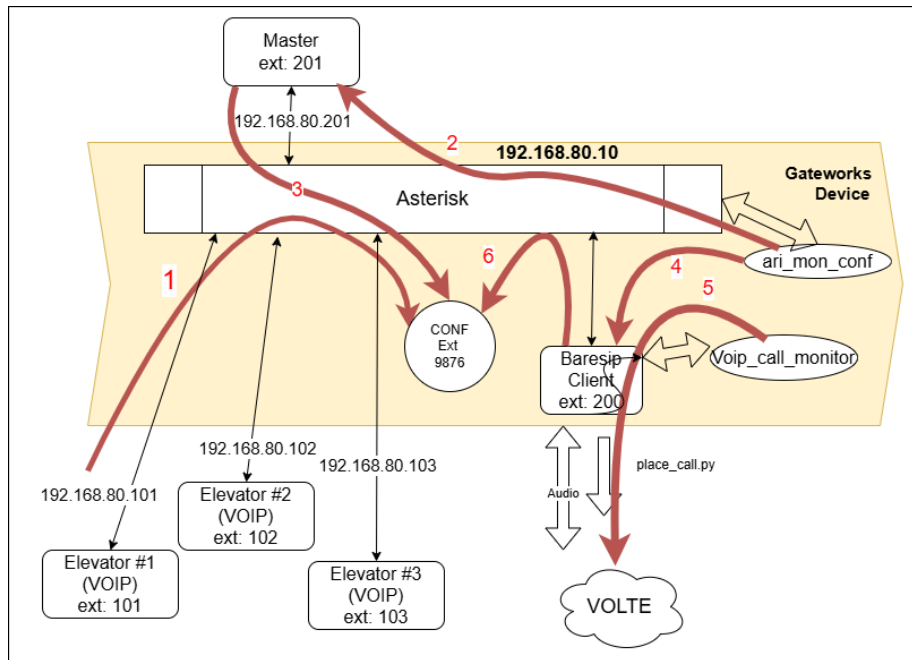 Master
ext: 201
192.168.80.201
2
192.168.80.10
Gateworks
Device
3
Asterisk
1
6
4
ari_mon_conf
5
CONF
Ext
9876
Baresip
Client
ext: 200
Voip_call_monitor
192.168.80.101
192.168.80.102
192.168.80.103
place_call.py
Audio
Elevator #2
(VOIP)
ext: 102
Elevator #1
(VOIP)
ext: 101
Elevator #3
(VOIP)
ext: 103
VOLTE